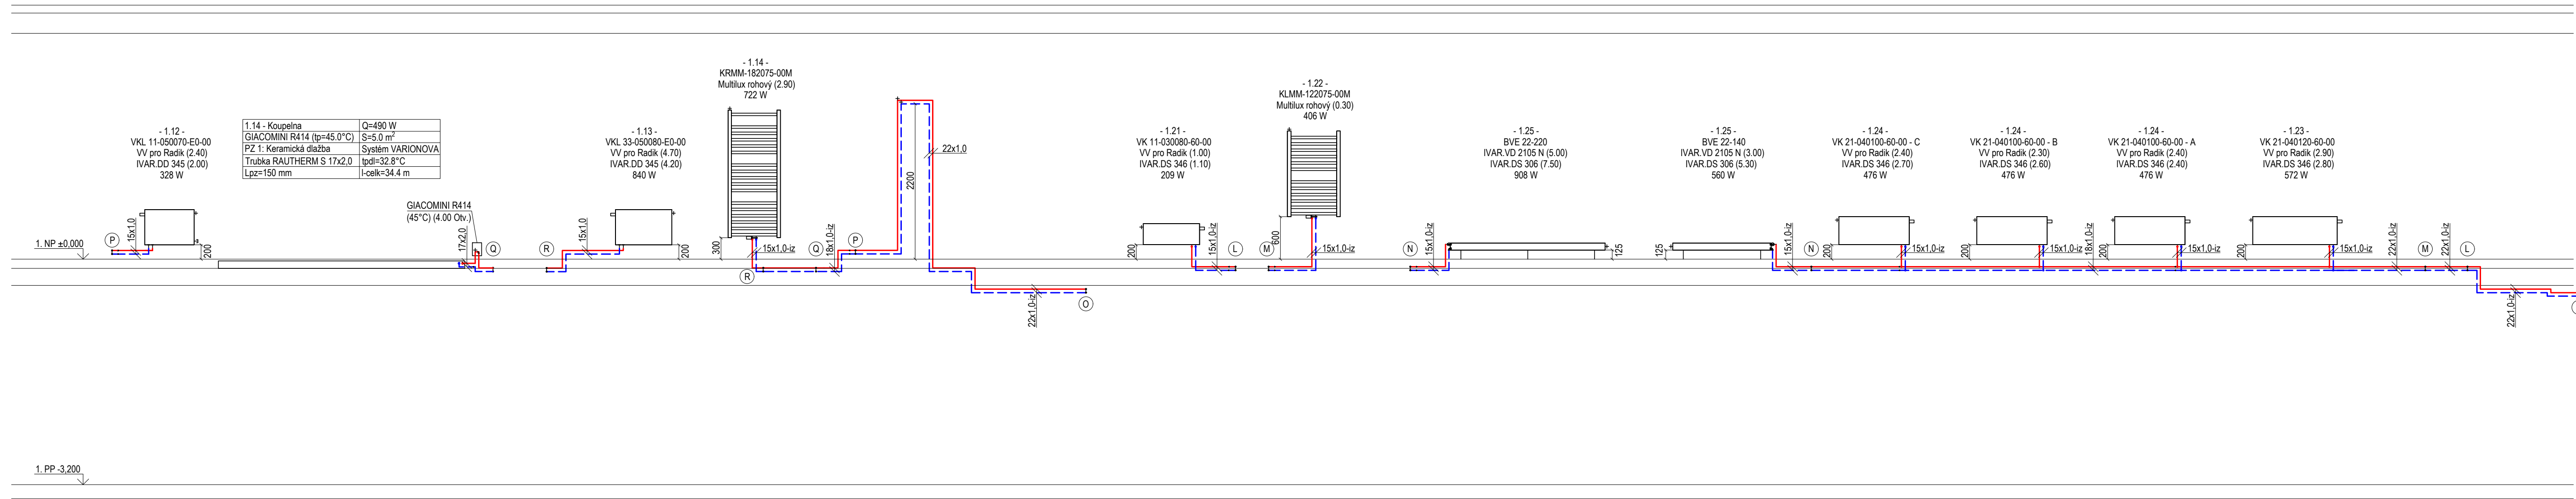 - 1.14 -
KRMM-182075-00M
Multilux rohový (2.90)
722 W
- 1.22 -
KLMM-122075-00M
Multilux rohový (0.30)
406 W
- 1.12 -
VKL 11-050070-E0-00
VV pro Radik (2.40)
IVAR.DD 345 (2.00)
328 W
1.14 - Koupelna Q=490 W
GIACOMINI R414 (tp=45.0°C) S=5.0 m²
PZ 1: Keramická dlažba Systém VARIONOVA
Trubka RAUTHERM S 17x2,0 tpdl=32.8°C
Lpz=150 mm l-celk=34.4 m
- 1.13 -
VKL 33-050080-E0-00
VV pro Radik (4.70)
IVAR.DD 345 (4.20)
840 W
- 1.21 -
VK 11-030080-60-00
VV pro Radik (1.00)
IVAR.DS 346 (1.10)
209 W
- 1.25 -
BVE 22-220
IVAR.VD 2105 N (5.00)
IVAR.DS 306 (7.50)
908 W
- 1.25 -
BVE 22-140
IVAR.VD 2105 N (3.00)
IVAR.DS 306 (5.30)
560 W
- 1.24 -
VK 21-040100-60-00 - C
VV pro Radik (2.40)
IVAR.DS 346 (2.70)
476 W
- 1.24 -
VK 21-040100-60-00 - B
VV pro Radik (2.30)
IVAR.DS 346 (2.60)
476 W
- 1.24 -
VK 21-040100-60-00 - A
VV pro Radik (2.40)
IVAR.DS 346 (2.40)
476 W
- 1.23 -
VK 21-040120-60-00
VV pro Radik (2.90)
IVAR.DS 346 (2.80)
572 W
22x1,0
2200
GIACOMINI R414
(45°C) (4.00 Otv.)
1. NP ±0,000
P
15x1,0
200
17x2,0
Q
R
15x1,0
200
300
15x1,0-iz
R
Q
18x1,0-iz
P
22x1,0-iz
O
200
15x1,0-iz
L
M
600
15x1,0-iz
N
15x1,0-iz
125
125
15x1,0-iz
N
200
15x1,0-iz
200
15x1,0-iz
18x1,0-iz
200
15x1,0-iz
200
15x1,0-iz
22x1,0-iz
M
22x1,0-iz
L
22x1,0-iz
1. PP -3,200